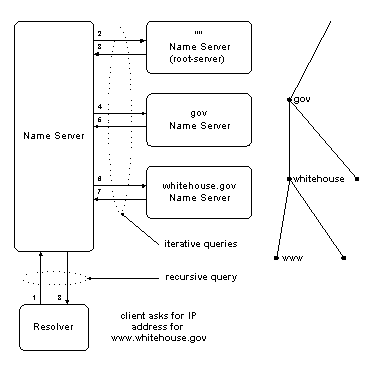 2
""
Name Server
(root-server)
3
gov
4
gov
Name Server
5
Name Server
6
whitehouse.gov
Name Server
7
whitehouse
iterative queries
www
recursive query
1
8
Resolver
client asks for IP
address for
www.whitehouse.gov